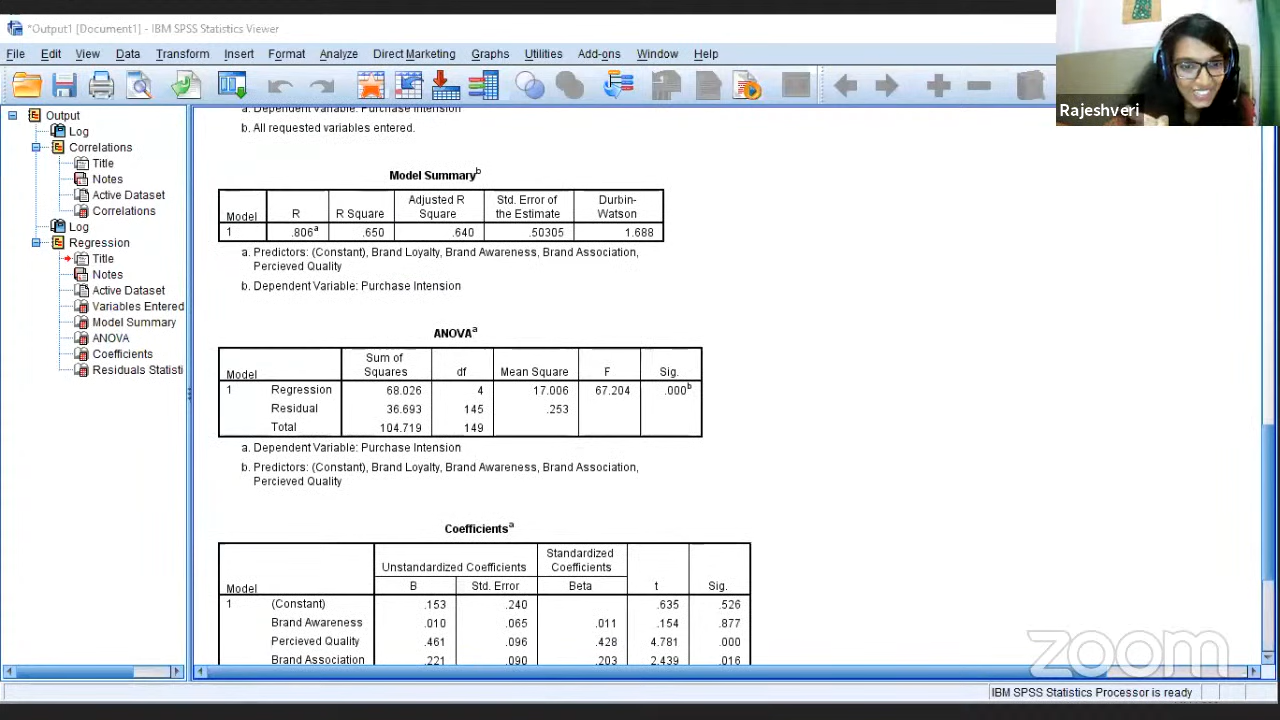 *Output1 [Document1] - IBM SPSS Statistics Viewer
File Edit View Data Transform Insert Format Analyze Direct Marketing Graphs Utilities Add-ons Window Help
Rajeshveri
Output
Log
Correlations
Title
Notes
Active Dataset
Correlations
Log
Regression
Title
Notes
Active Dataset
Variables Entered
Model Summary
ANOVA
Coefficients
Residuals Statisti
a. Dependent Variable: Purchase Intension
b. All requested variables entered.
Model Summaryb
Model R R Square Adjusted R Square Std. Error of the Estimate Durbin-Watson
1 .806a .650 .640 .50305 1.688
a. Predictors: (Constant), Brand Loyalty, Brand Awareness, Brand Association,
Percieved Quality
b. Dependent Variable: Purchase Intension
ANOVAa
Model Sum of Squares df Mean Square F Sig.
1 Regression 68.026 4 17.006 67.204 .000b
Residual 36.693 145 .253
Total 104.719 149
a. Dependent Variable: Purchase Intension
b. Predictors: (Constant), Brand Loyalty, Brand Awareness, Brand Association,
Percieved Quality
Coefficientsa
Unstandardized Coefficients Standardized Coefficients
Model B Std. Error Beta t Sig.
1 (Constant) .153 .240 .635 .526
Brand Awareness .010 .065 .011 .154 .877
Percieved Quality .461 .096 .428 4.781 .000
Brand Association .221 .090 .203 2.439 .016
zoom
IBM SPSS Statistics Processor is ready